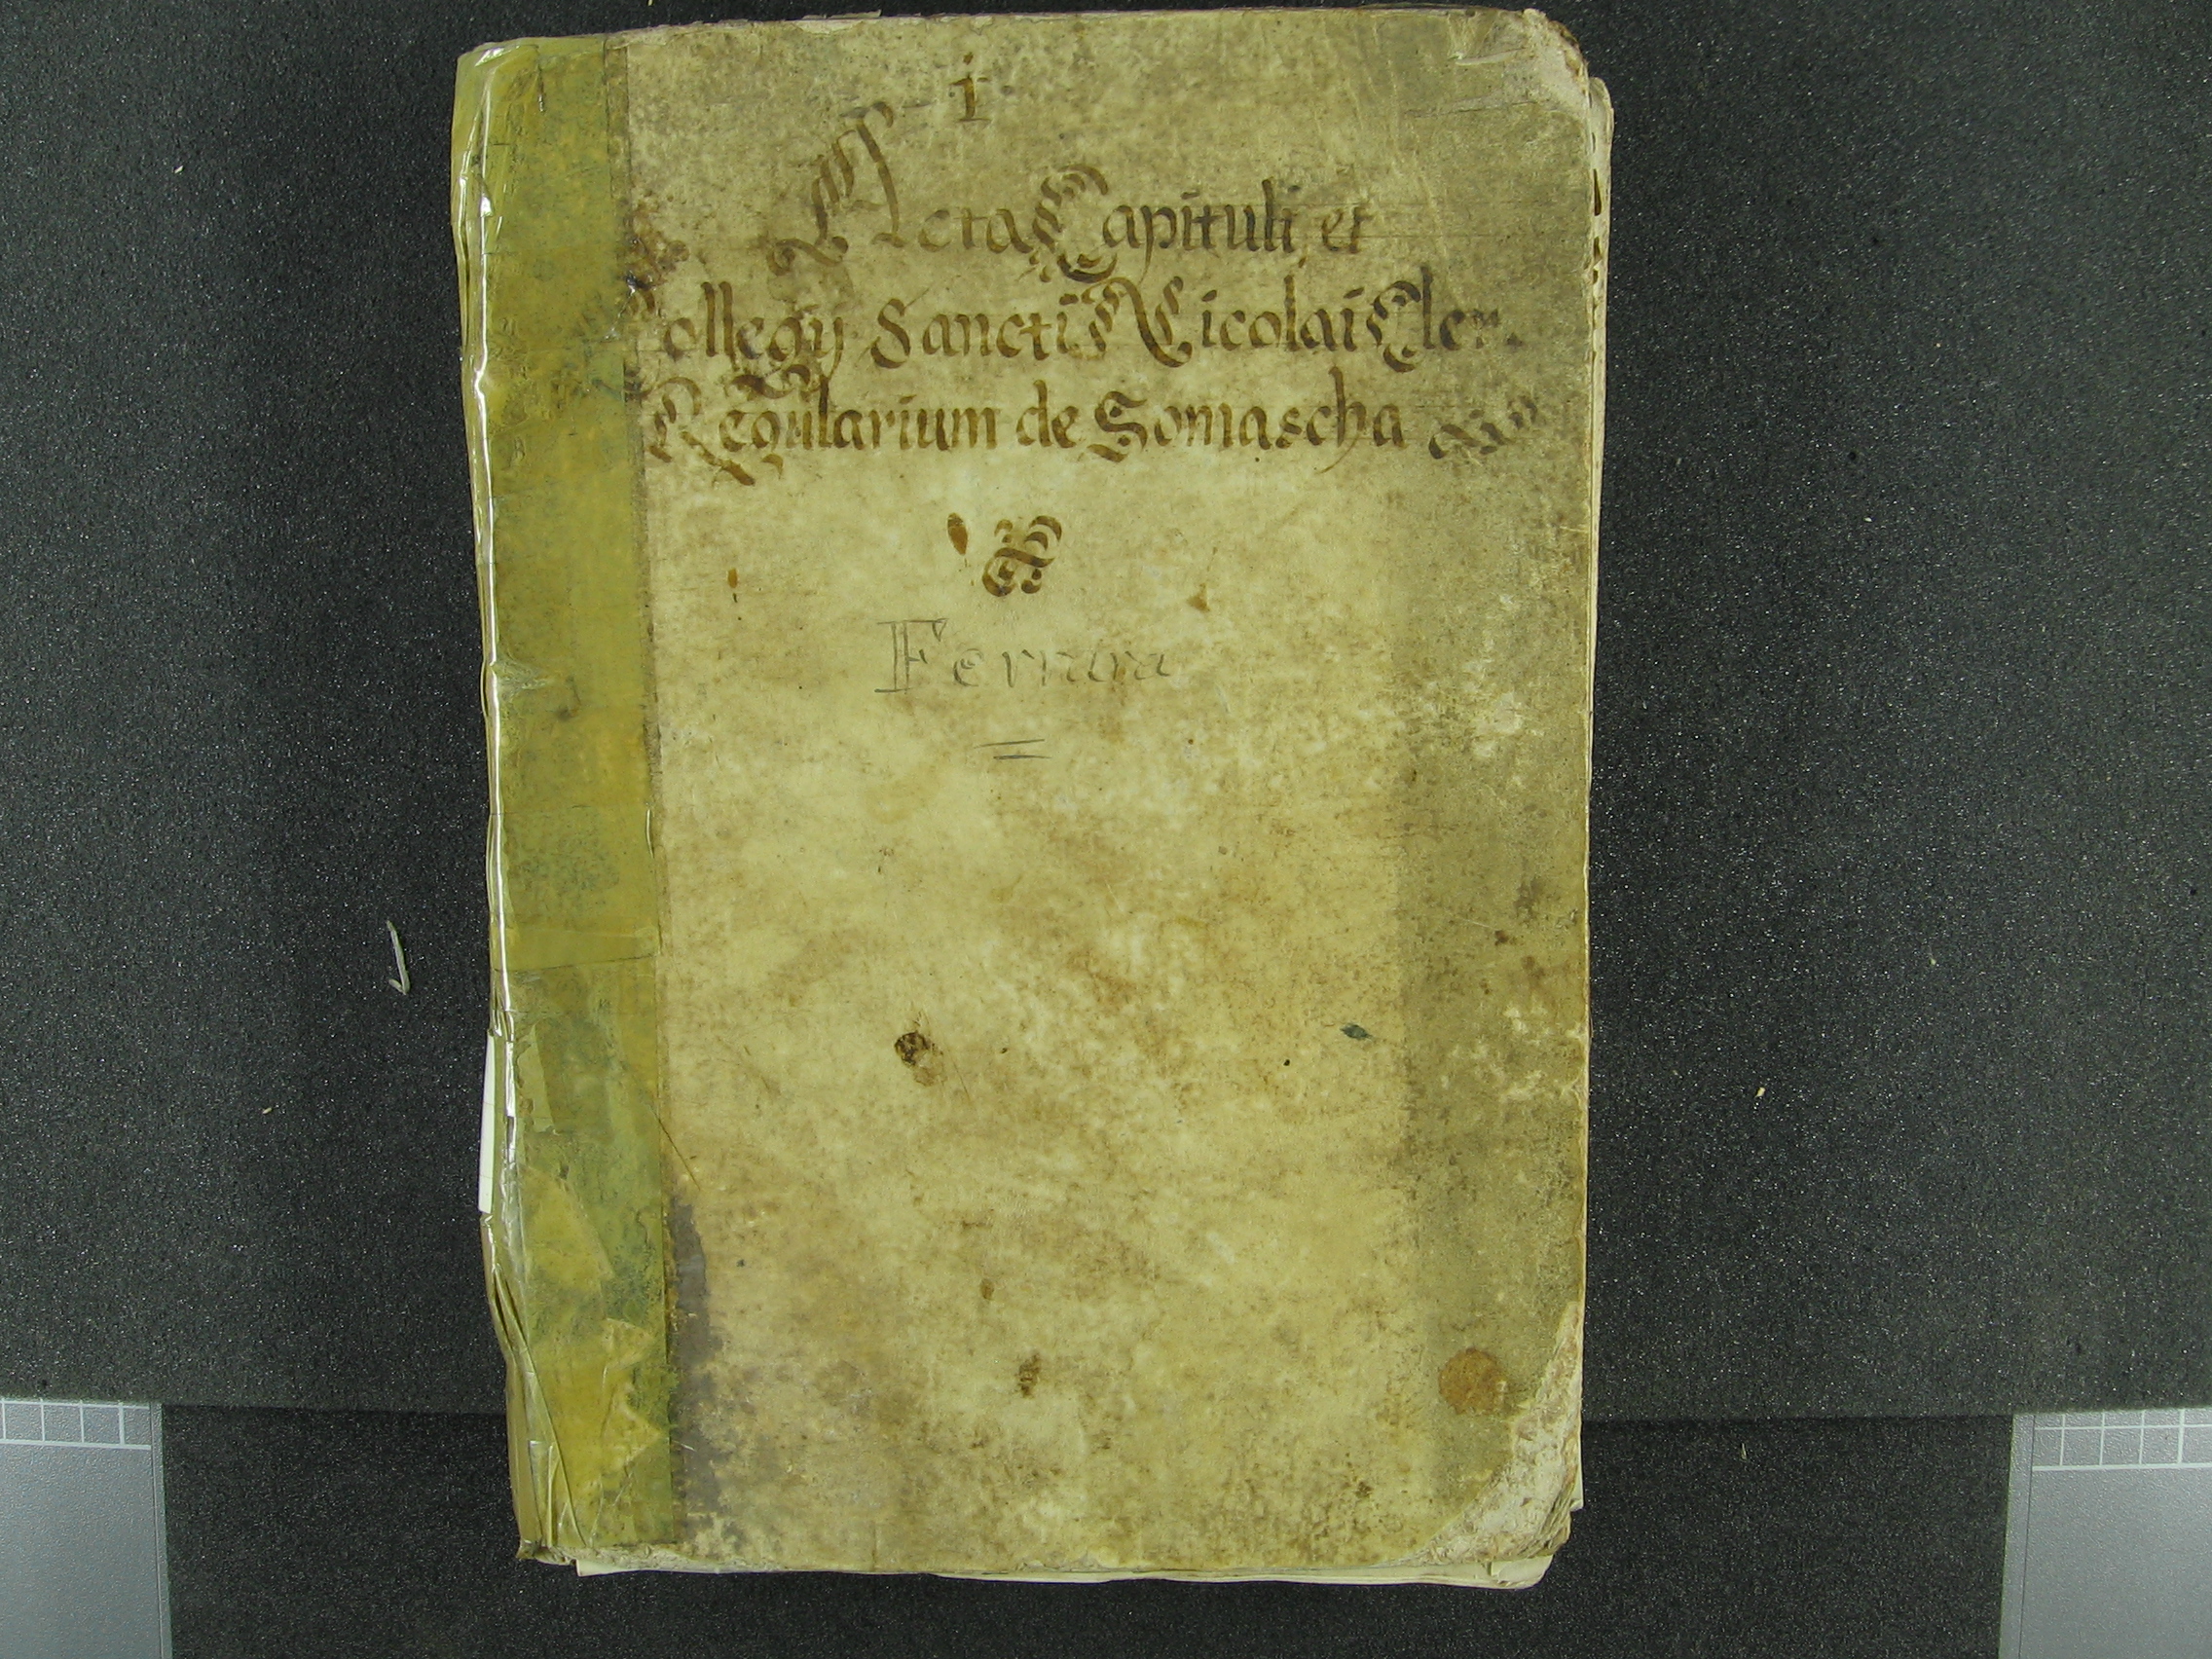 i
Acta Capituli et
Collegij Sancti Nicolai Cler.
Regularium de Somascha
Ferrara